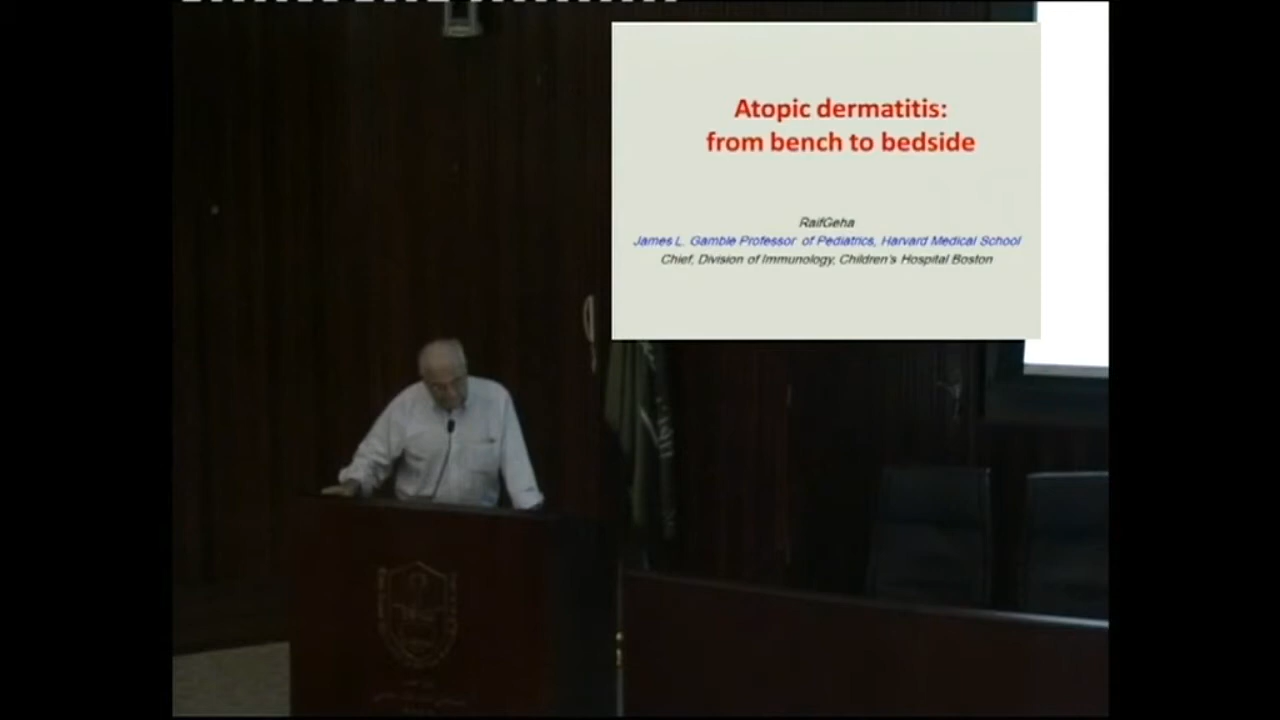 Atopic dermatitis:
from bench to bedside
RaifGeha
James L. Gamble Professor of Pediatrics, Harvard Medical School
Chief, Division of Immunology, Children's Hospital Boston